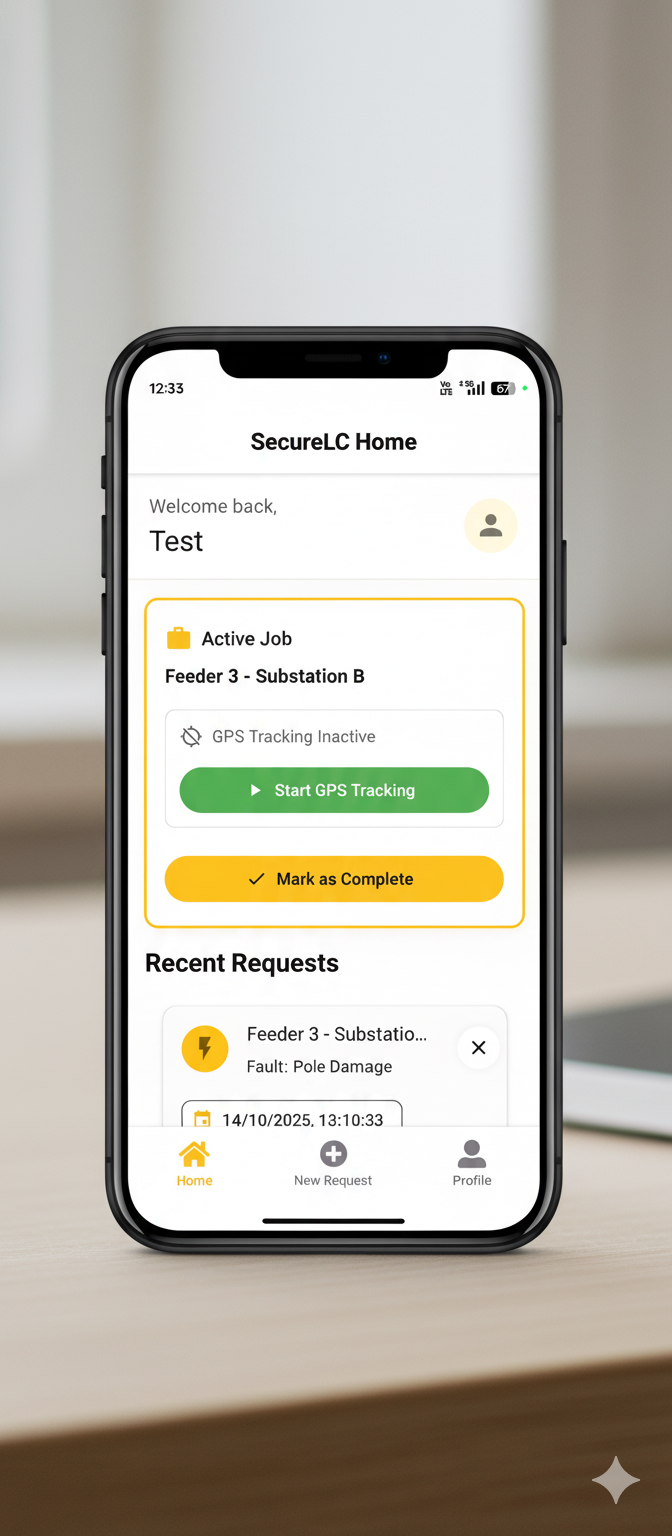 12:33
Vo
LTE
5G
67
SecureLC Home
Welcome back,
Test
Active Job
Feeder 3 - Substation B
GPS Tracking Inactive
Start GPS Tracking
Mark as Complete
Recent Requests
Feeder 3 - Substatio...
Fault: Pole Damage
14/10/2025, 13:10:33
Home
New Request
Profile